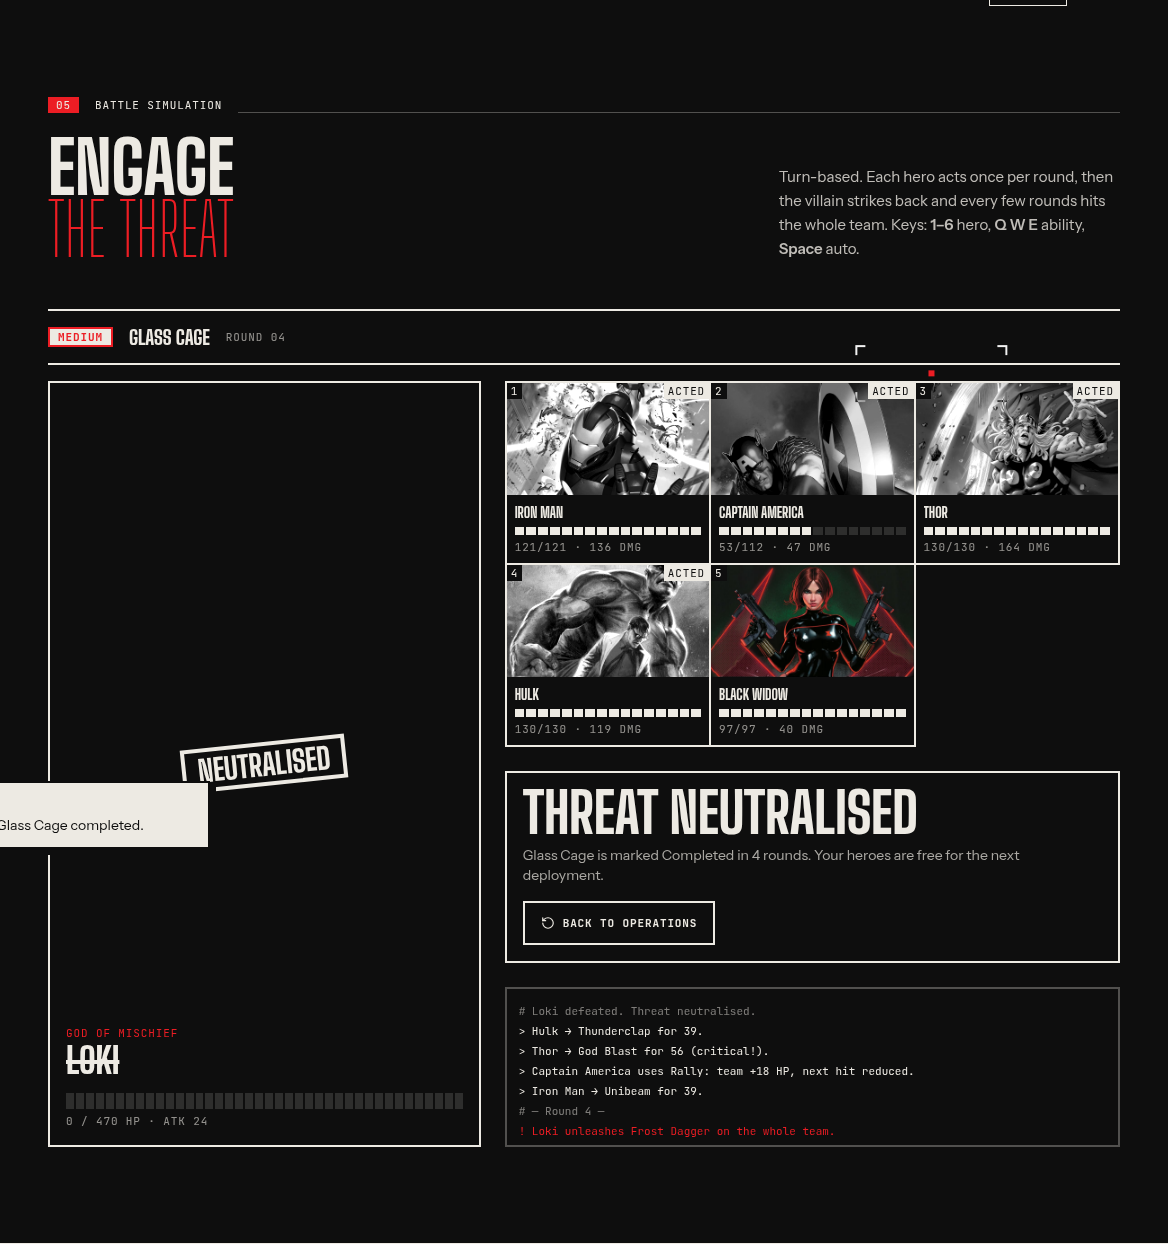 05 BATTLE SIMULATION
ENGAGE
THE THREAT
Turn-based. Each hero acts once per round, then
the villain strikes back and every few rounds hits
the whole team. Keys: 1–6 hero, Q W E ability,
Space auto.
MEDIUM GLASS CAGE ROUND 04
NEUTRALISED
Glass Cage completed.
GOD OF MISCHIEF
LOKI
0 / 470 HP · ATK 24
1 ACTED
IRON MAN
121/121 · 136 DMG
2 ACTED
CAPTAIN AMERICA
53/112 · 47 DMG
3 ACTED
THOR
130/130 · 164 DMG
4 ACTED
HULK
130/130 · 119 DMG
5
BLACK WIDOW
97/97 · 40 DMG
THREAT NEUTRALISED
Glass Cage is marked Completed in 4 rounds. Your heroes are free for the next
deployment.
BACK TO OPERATIONS
# Loki defeated. Threat neutralised.
> Hulk → Thunderclap for 39.
> Thor → God Blast for 56 (critical!).
> Captain America uses Rally: team +18 HP, next hit reduced.
> Iron Man → Unibeam for 39.
# — Round 4 —
! Loki unleashes Frost Dagger on the whole team.